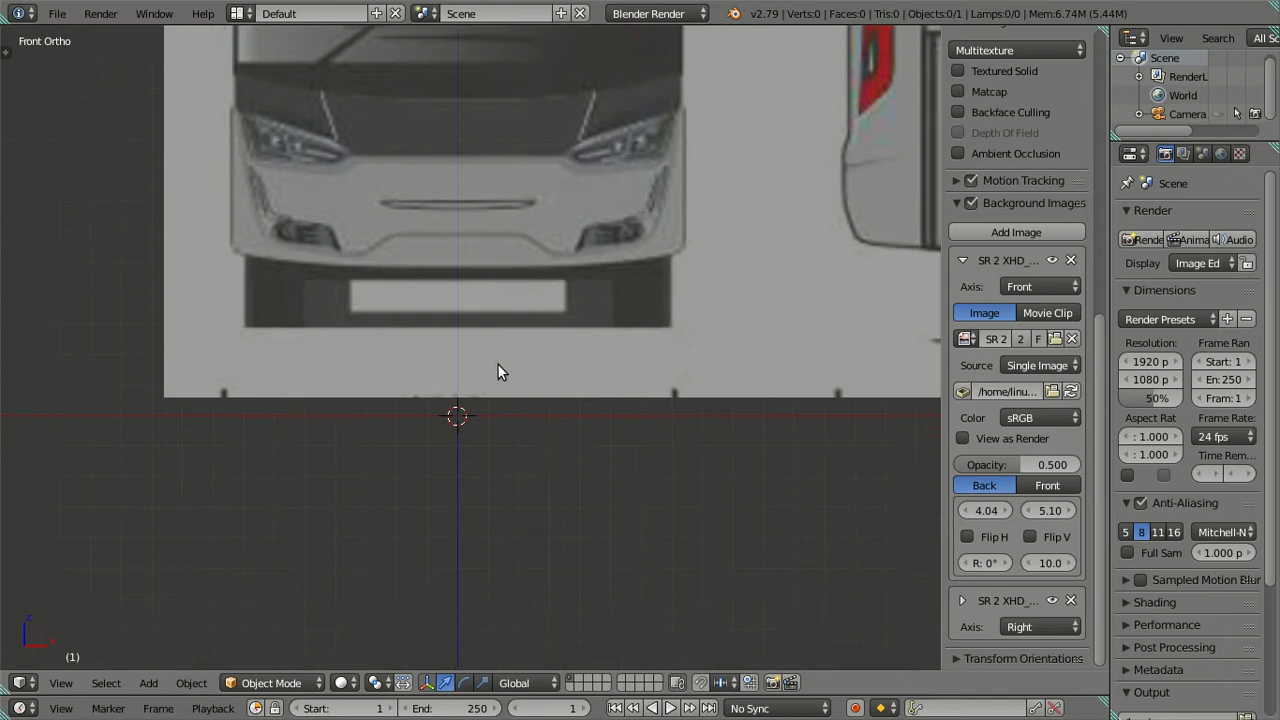 File Render Window Help Default Scene Blender Render v2.79 | Verts:0 | Faces:0 | Tris:0 | Objects:0/1 | Lamps:0/0 | Mem:6.74M (5.44M)
Front Ortho
Multitexture
Textured Solid
Matcap
Backface Culling
Depth Of Field
Ambient Occlusion
Motion Tracking
Background Images
Add Image
SR 2 XHD_...
Axis: Front
Image Movie Clip
SR 2 2 F
Source Single Image
/home/linu...
Color sRGB
View as Render
Opacity: 0.500
Back Front
4.04 5.10
Flip H Flip V
R: 0° 10.0
SR 2 XHD_...
Axis: Right
Transform Orientations
View Search All Sc
Scene
RenderL
World
Camera
Scene
Render
Rende Anima Audio
Display Image Ed
Dimensions
Render Presets
Resolution: Frame Ran
1920 p Start: 1
1080 p En: 250
50% Fram: 1
Aspect Rat Frame Rate:
: 1.000 24 fps
: 1.000 Time Rem...
Anti-Aliasing
5 8 11 16 Mitchell-N
Full Sam 1.000 p
Sampled Motion Blur
Shading
Performance
Post Processing
Metadata
Output
z
x
(1)
View Select Add Object Object Mode Global
View Marker Frame Playback Start: 1 End: 250 1 No Sync